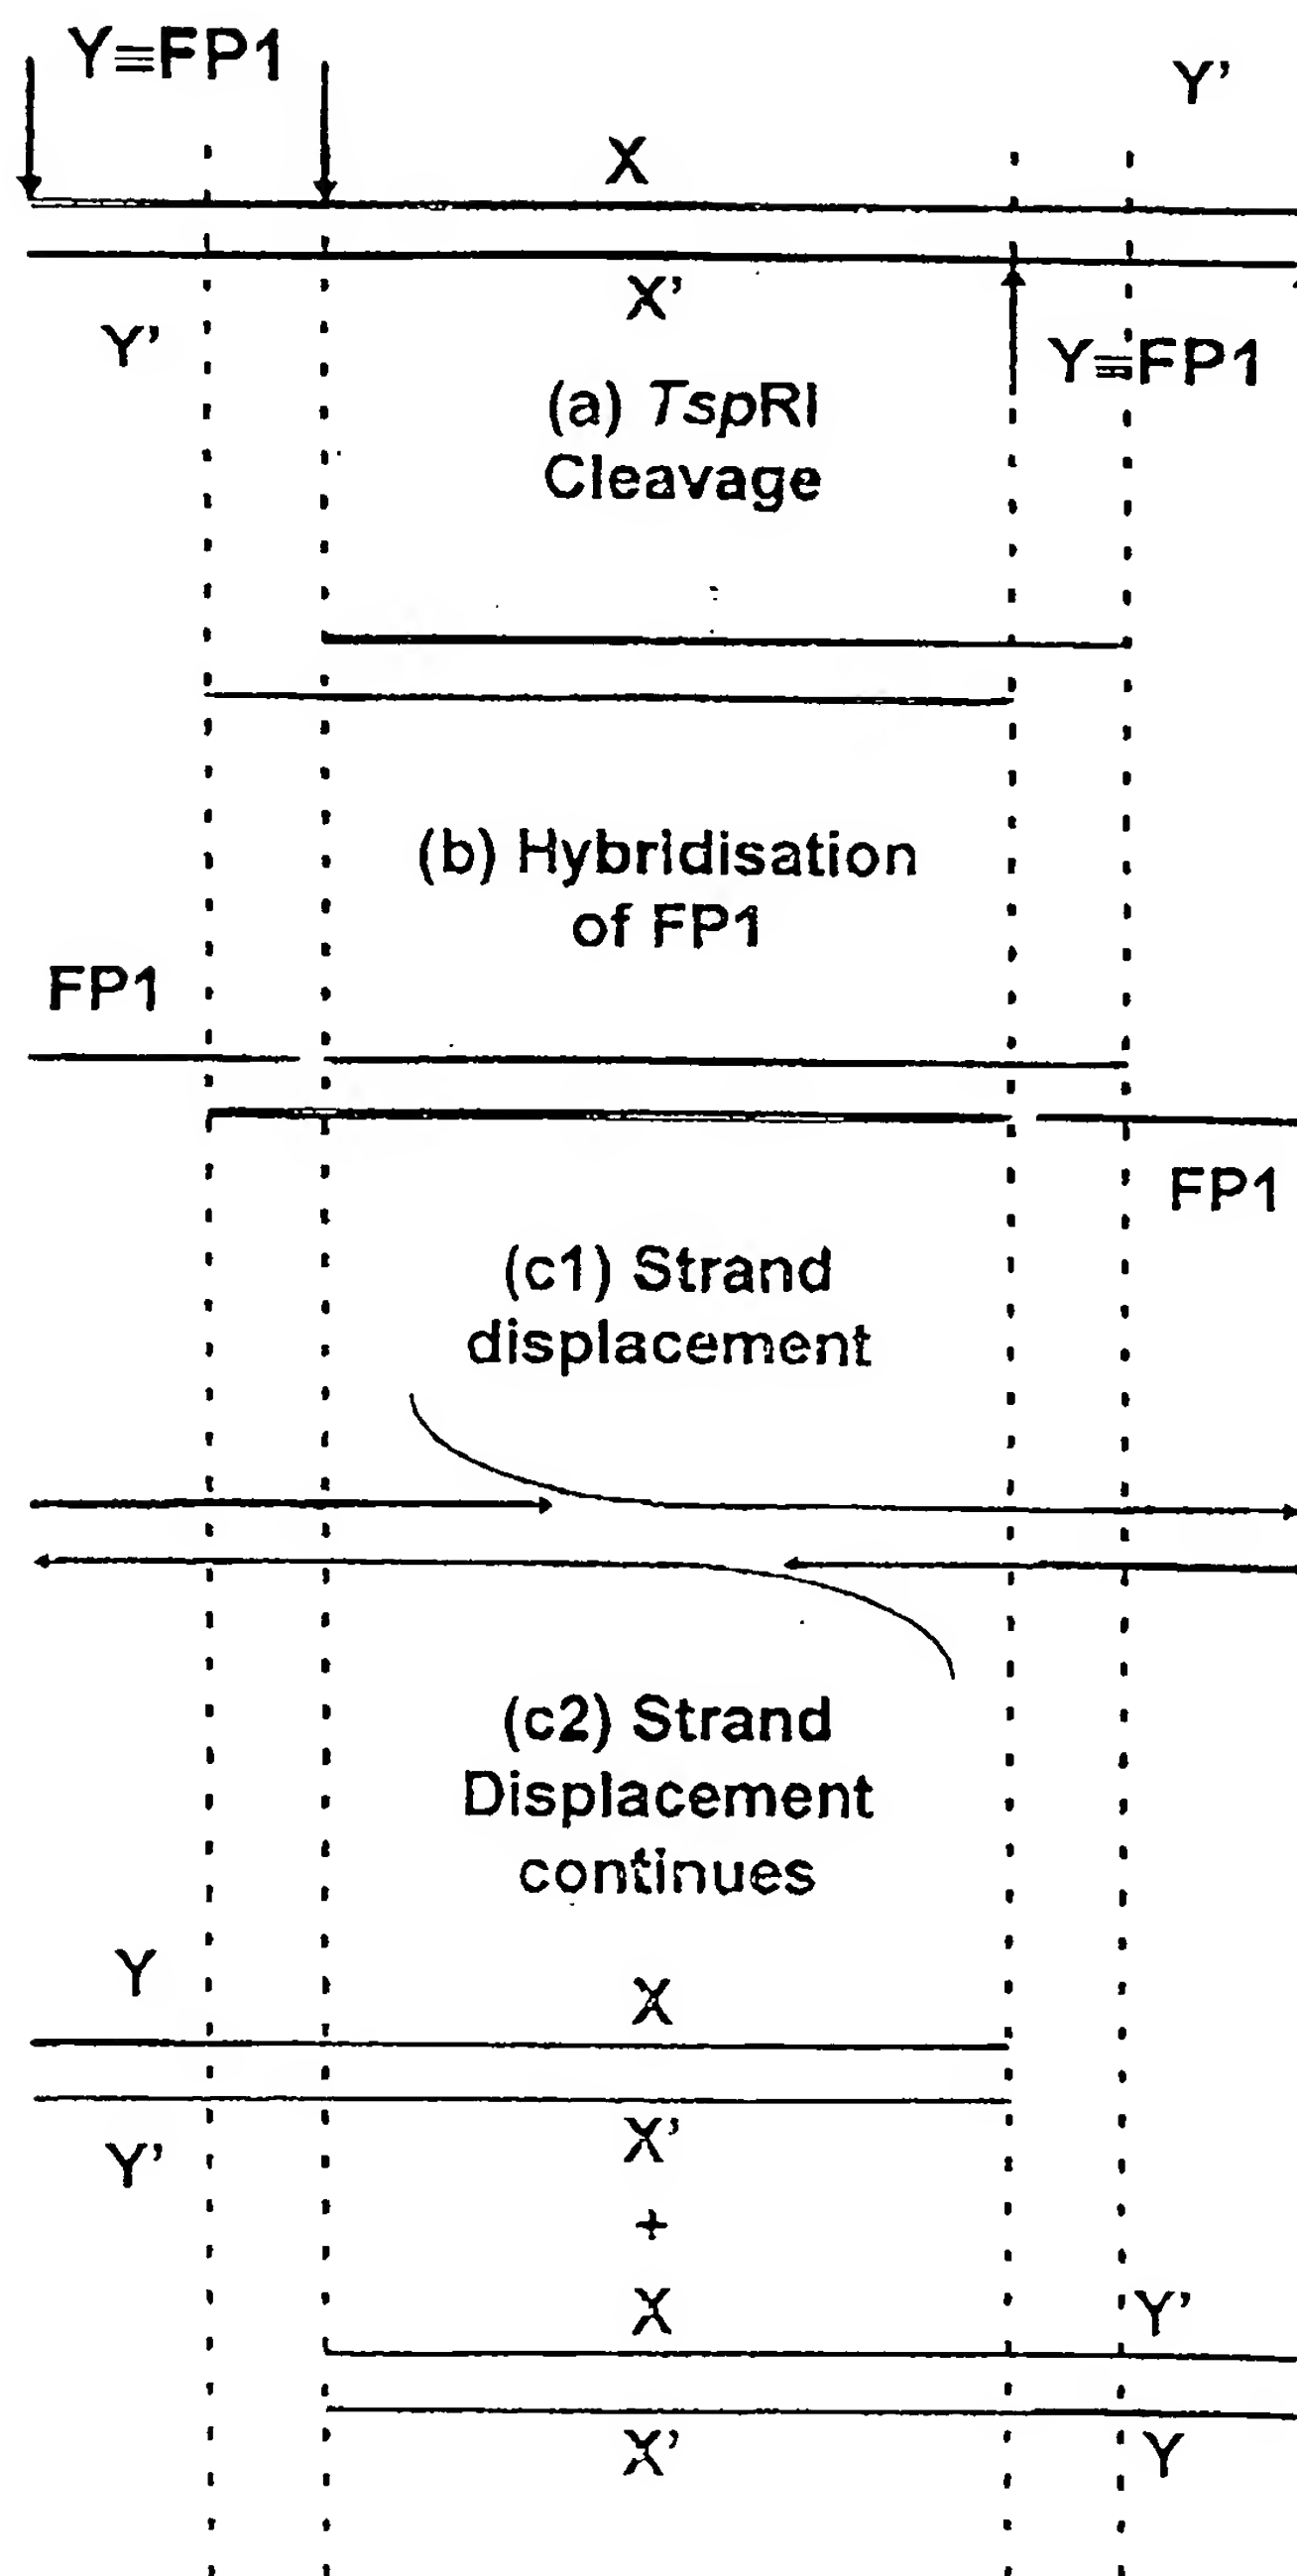 Y≡FP1
Y’
X
X’
Y’
Y≡FP1
(a) TspRI
Cleavage
(b) Hybridisation
of FP1
FP1
FP1
(c1) Strand
displacement
(c2) Strand
Displacement
continues
Y
X
X’
Y’
+
X
Y’
X’
Y